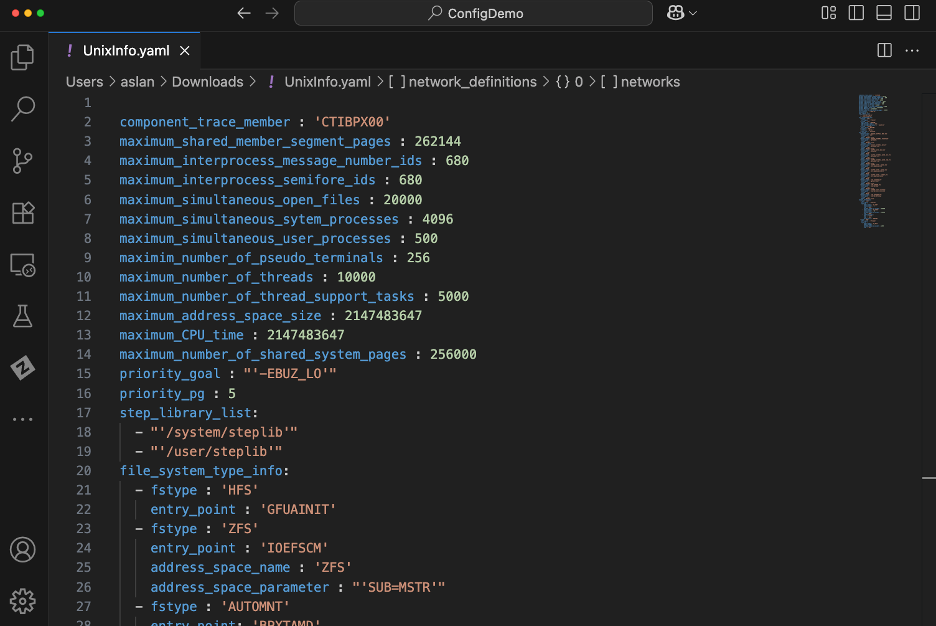 ConfigDemo
! UnixInfo.yaml ×
Users > aslan > Downloads > ! UnixInfo.yaml > [ ] network_definitions > {} 0 > [ ] networks
1
2 component_trace_member : 'CTIBPX00'
3 maximum_shared_member_segment_pages : 262144
4 maximum_interprocess_message_number_ids : 680
5 maximum_interprocess_semifore_ids : 680
6 maximum_simultaneous_open_files : 20000
7 maximum_simultaneous_sytem_processes : 4096
8 maximum_simultaneous_user_processes : 500
9 maximim_number_of_pseudo_terminals : 256
10 maximum_number_of_threads : 10000
11 maximum_number_of_thread_support_tasks : 5000
12 maximum_address_space_size : 2147483647
13 maximum_CPU_time : 2147483647
14 maximum_number_of_shared_system_pages : 256000
15 priority_goal : "'-EBUZ_LO'"
16 priority_pg : 5
17 step_library_list:
18 - "'/system/steplib'"
19 - "'/user/steplib'"
20 file_system_type_info:
21 - fstype : 'HFS'
22 entry_point : 'GFUAINIT'
23 - fstype : 'ZFS'
24 entry_point : 'IOEFSCM'
25 address_space_name : 'ZFS'
26 address_space_parameter : "'SUB=MSTR'"
27 - fstype : 'AUTOMNT'
28 entry_point: 'BPXTAMD'